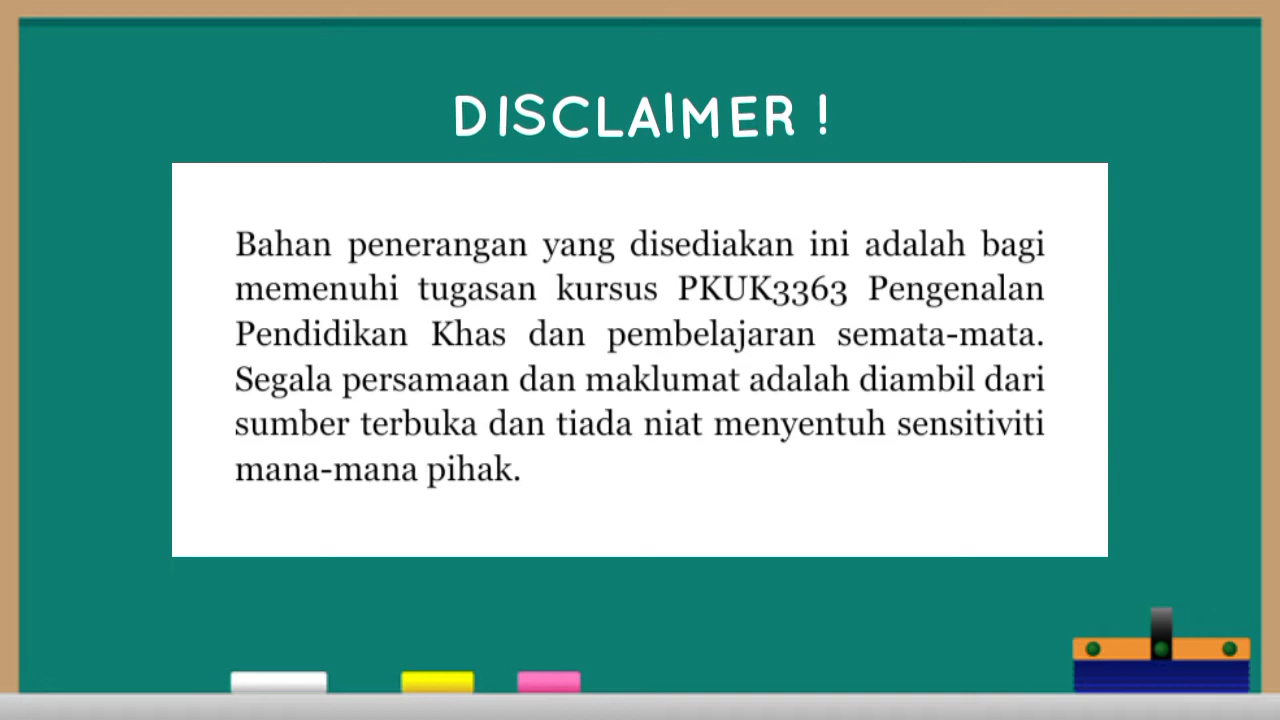 DISCLAIMER !
Bahan penerangan yang disediakan ini adalah bagi
memenuhi tugasan kursus PKUK3363 Pengenalan
Pendidikan Khas dan pembelajaran semata-mata.
Segala persamaan dan maklumat adalah diambil dari
sumber terbuka dan tiada niat menyentuh sensitiviti
mana-mana pihak.